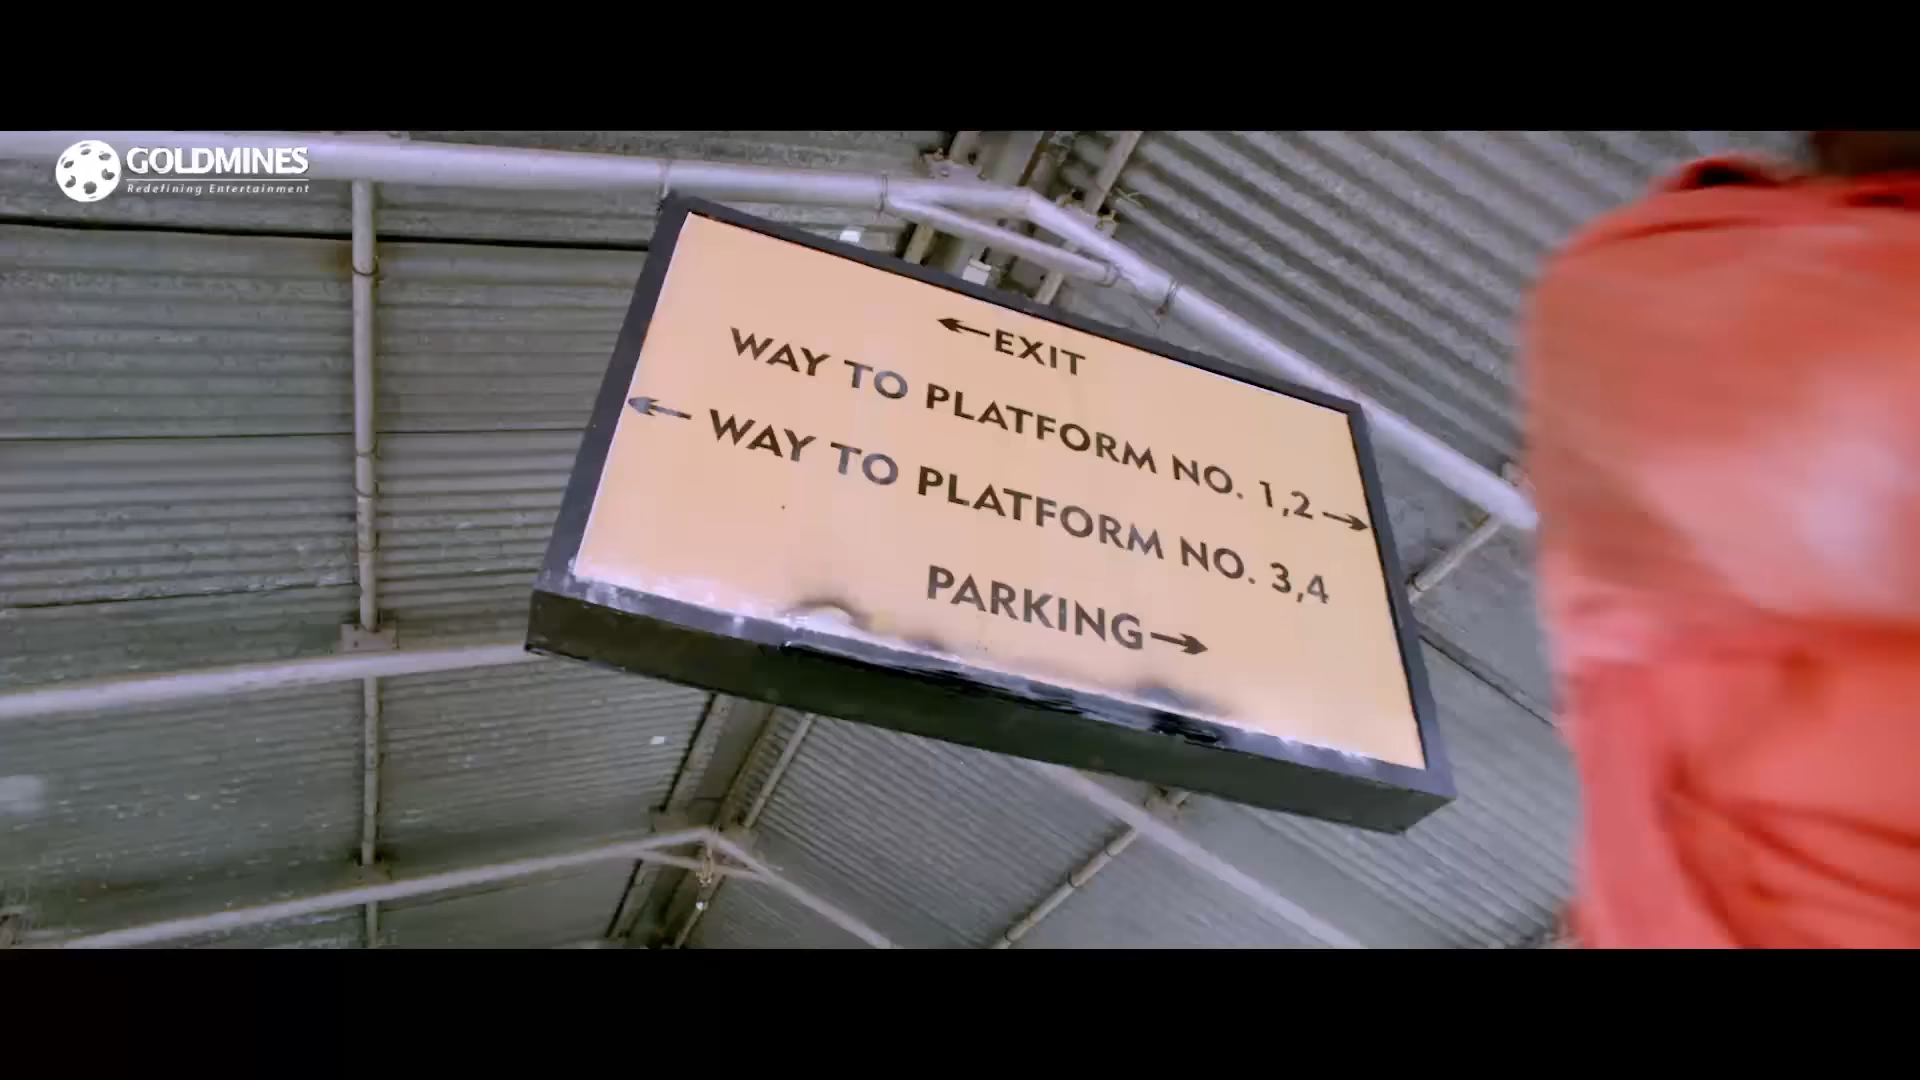 GOLDMINES
Redefining Entertainment
←EXIT
WAY TO PLATFORM NO. 1,2→
← WAY TO PLATFORM NO. 3,4
PARKING→